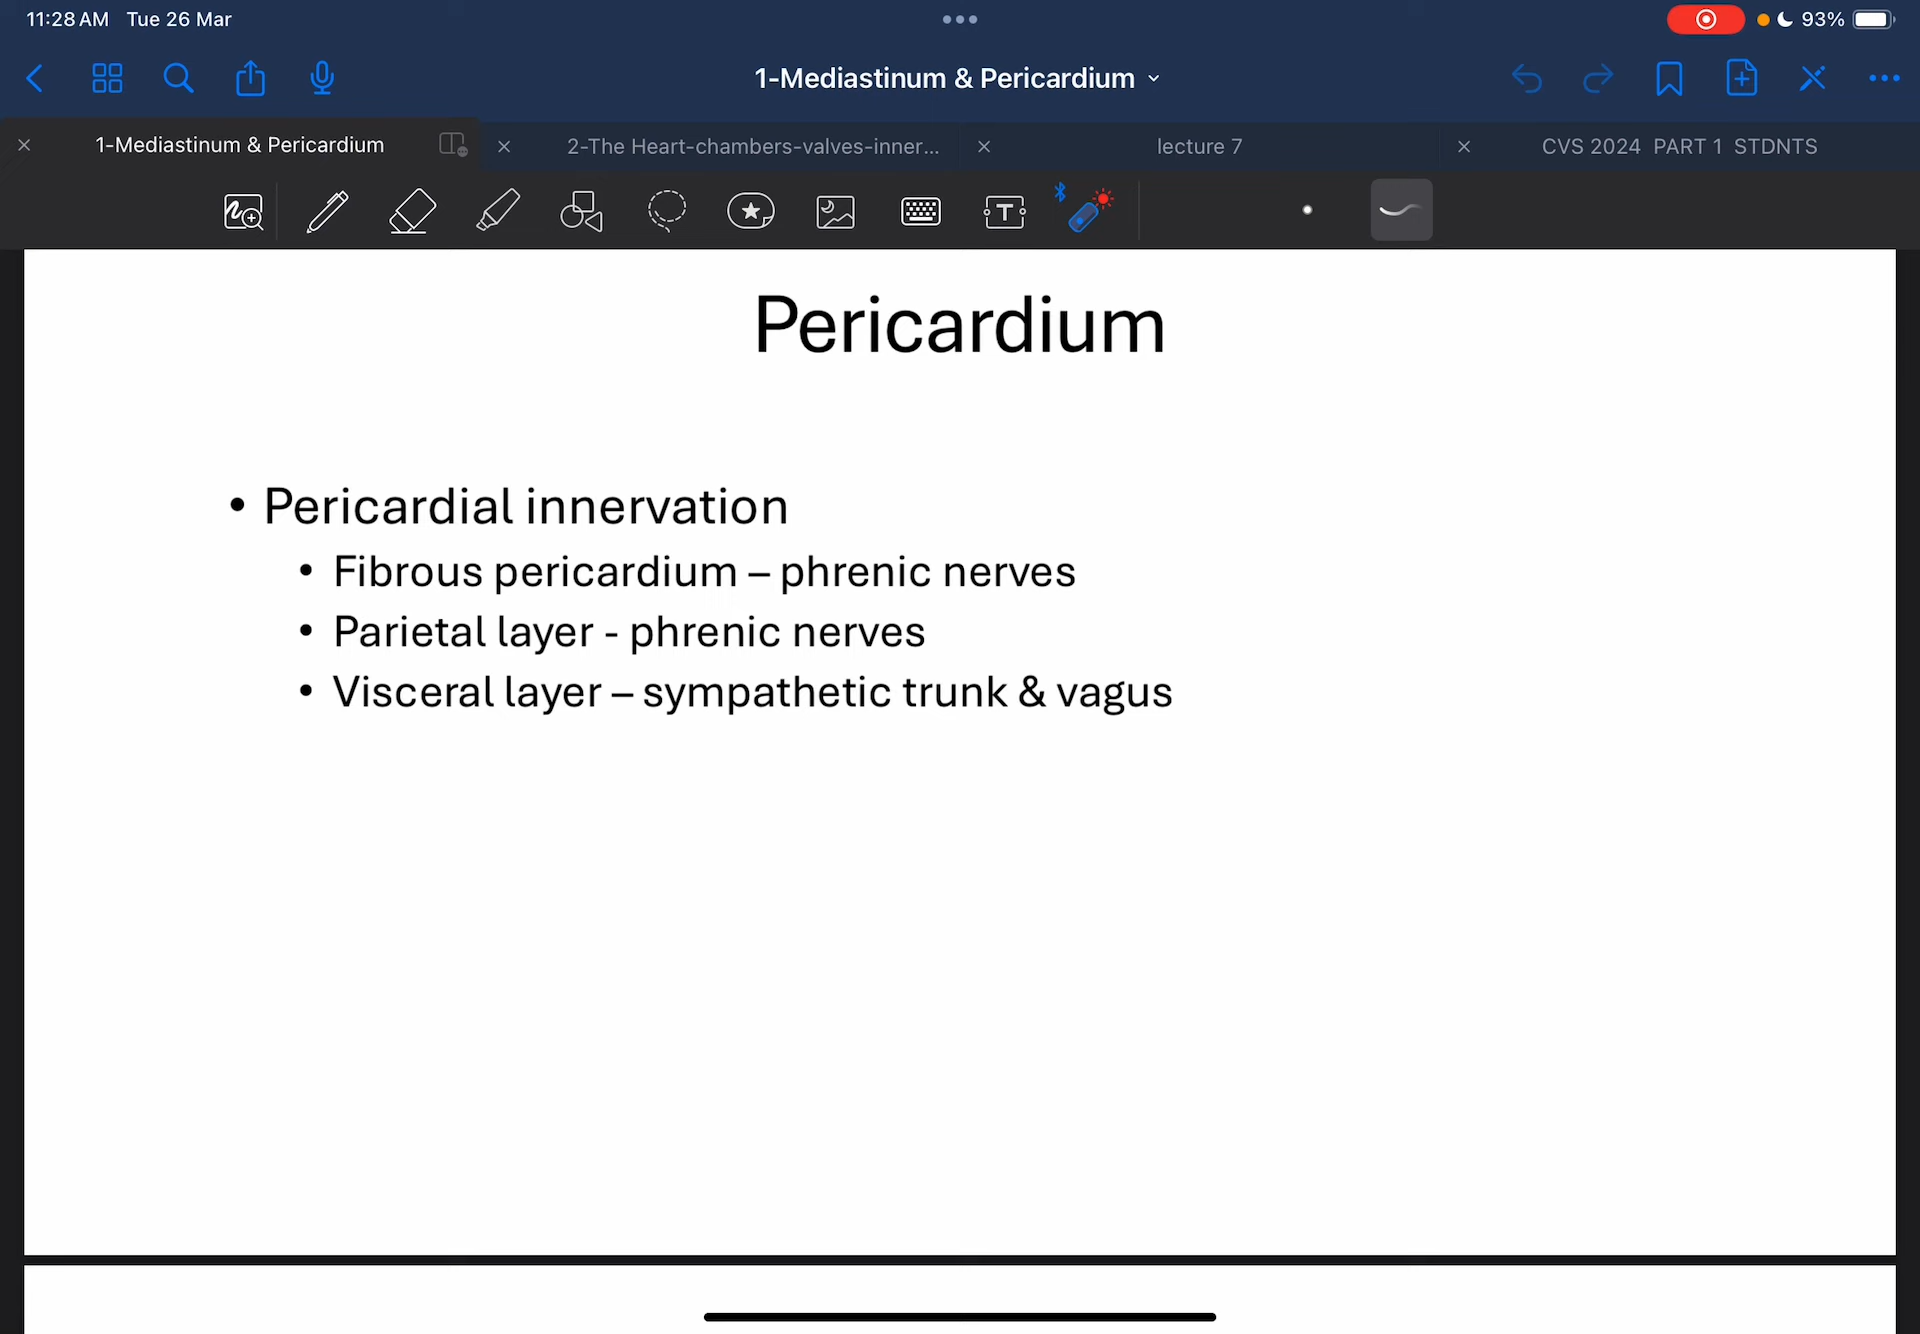 11:28 AM Tue 26 Mar
93%
1-Mediastinum & Pericardium
1-Mediastinum & Pericardium
2-The Heart-chambers-valves-inner...
lecture 7
CVS 2024 PART 1 STDNTS
T
Pericardium
• Pericardial innervation
• Fibrous pericardium – phrenic nerves
• Parietal layer - phrenic nerves
• Visceral layer – sympathetic trunk & vagus